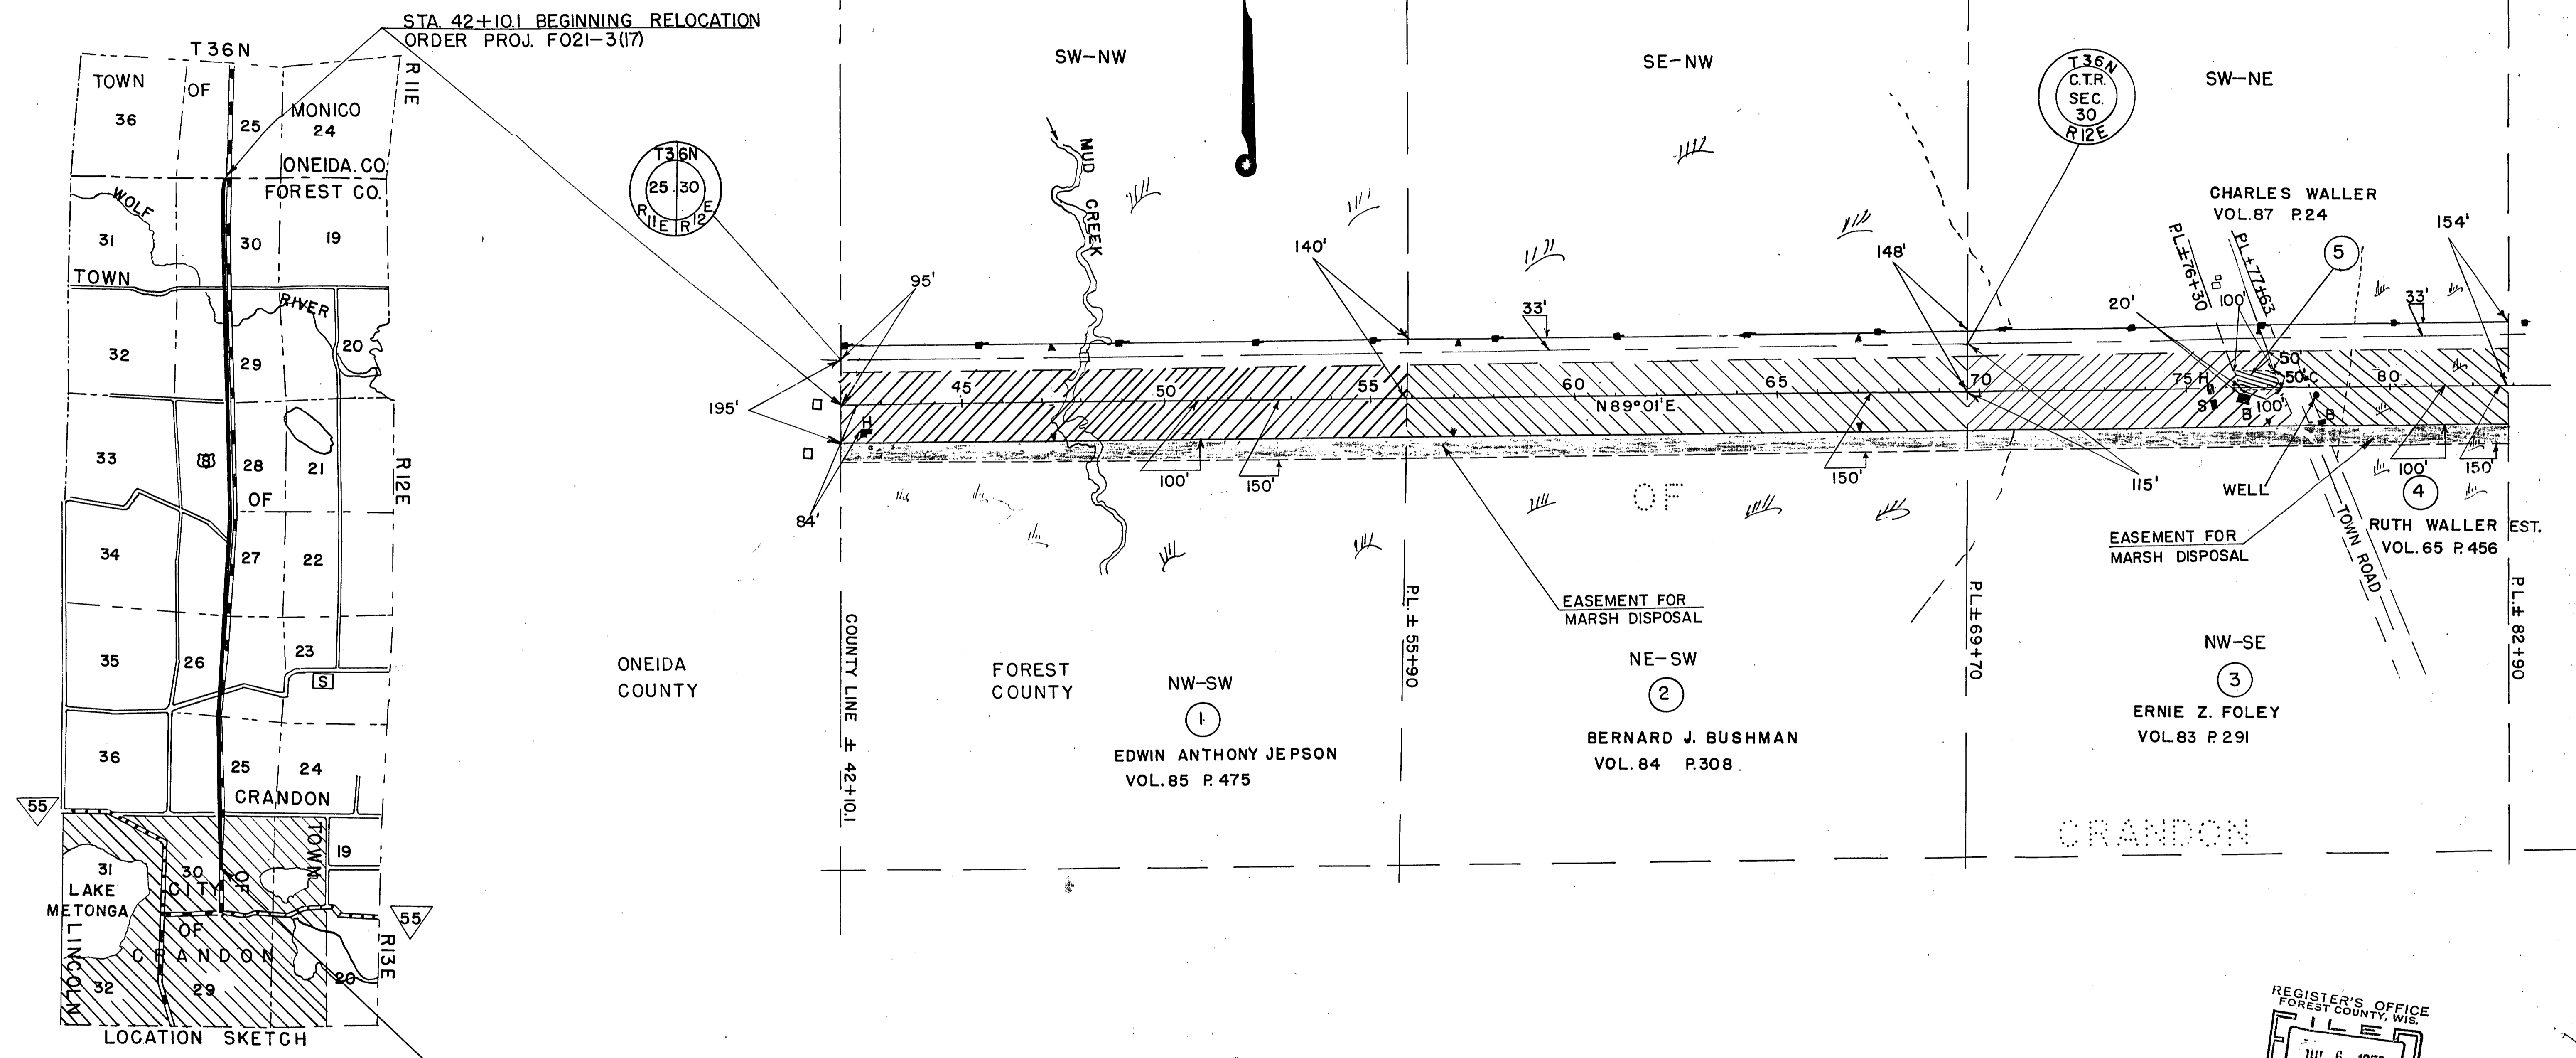 STA. 42+10.1 BEGINNING RELOCATION
ORDER PROJ. FO21-3(17)
T36N
R11E
TOWN OF MONICO
36
25
24
ONEIDA. CO.
FOREST CO.
WOLF
31
30
19
TOWN
RIVER
32
29
20
33
8
28
21
OF
R12E
34
27
22
35
26
23
S
36
25
24
CRANDON
55
TOWN
19
31
30
OF
LAKE
METONGA
CITY
OF
CRANDON
55
LINCOLN
R13E
32
29
20
LOCATION SKETCH
T36N
25 30
R11E R12E
SW-NW
SE-NW
SW-NE
T36N
C.T.R.
SEC.
30
R12E
MUD CREEK
CHARLES WALLER
VOL.87 P.24
P.L.±76+30
P.L.±77+63
5
154'
95'
140'
148'
33'
20'
100'
33'
195'
45
50
55
60
65
70
75
80
H
50'
50'
C
N89°01'E
H
S
B
100'
B
84'
100'
150'
150'
115'
WELL
100'
150'
4
RUTH WALLER EST.
VOL.65 P.456
OF
EASEMENT FOR
MARSH DISPOSAL
TOWN ROAD
EASEMENT FOR
MARSH DISPOSAL
COUNTY LINE ± 42+10.1
P.L.± 55+90
P.L.±69+70
P.L.± 82+90
ONEIDA
COUNTY
FOREST
COUNTY
NW-SW
1
EDWIN ANTHONY JEPSON
VOL.85 P.475
NE-SW
2
BERNARD J. BUSHMAN
VOL.84 P.308
NW-SE
3
ERNIE Z. FOLEY
VOL.83 P.291
CRANDON
REGISTER'S OFFICE
FOREST COUNTY, WIS.
FILED